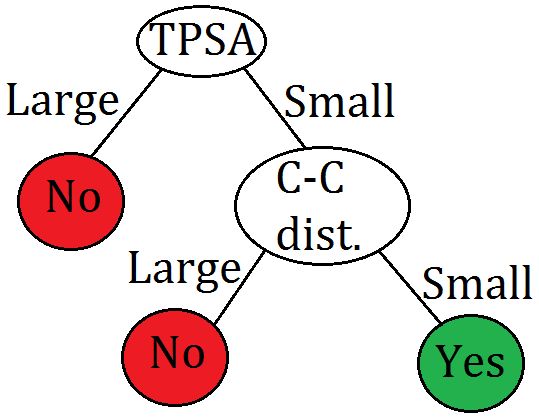 TPSA
Large
Small
No
C-C
dist.
Large
Small
No
Yes